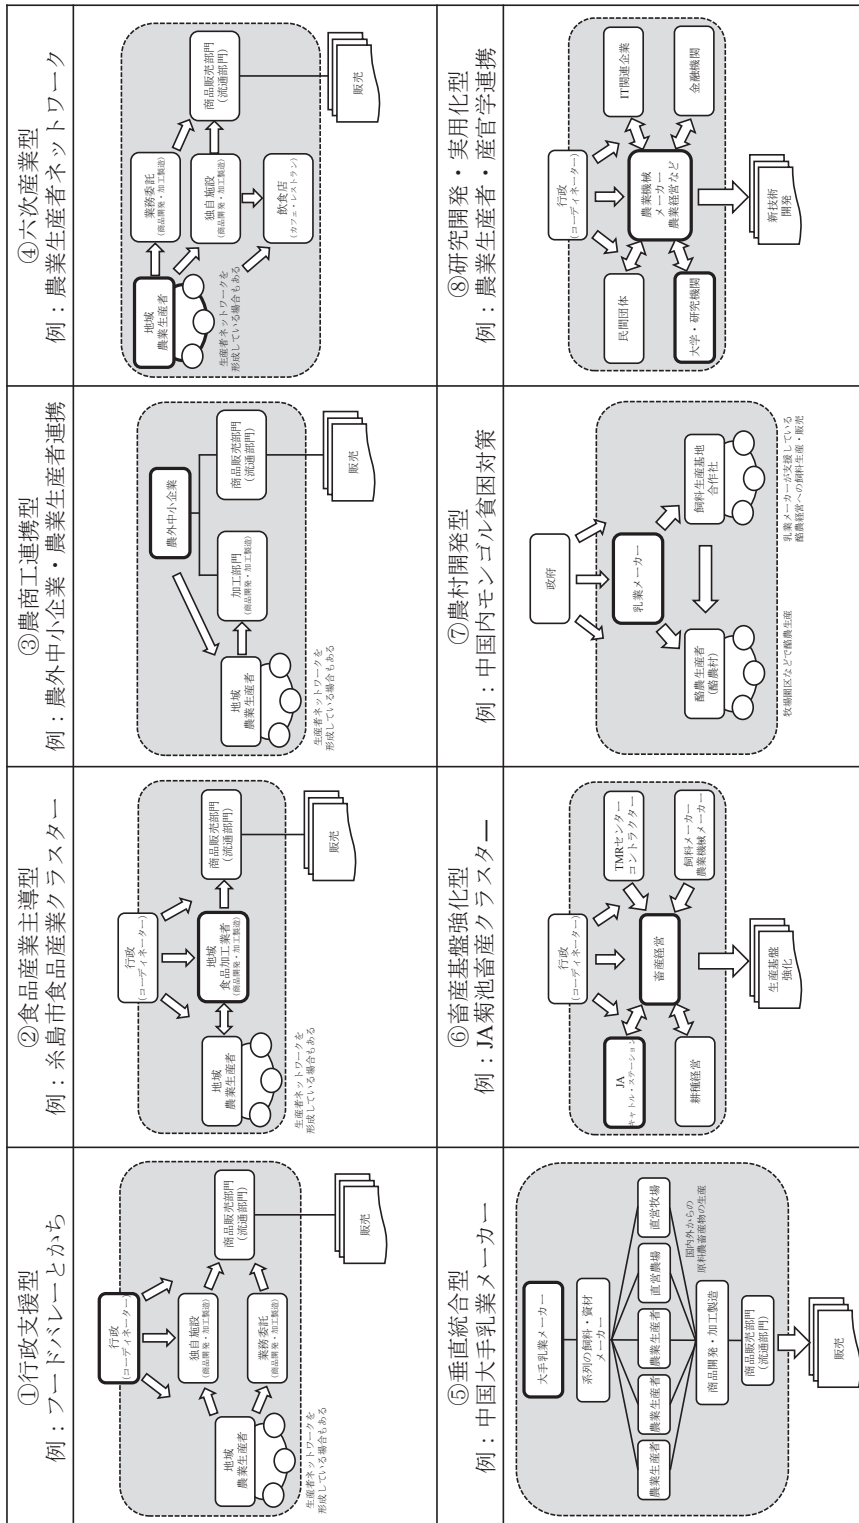 ①行政支援型
例：フードバレーとかち
行政
(コーディネーター)
地域
農業生産者
独自施設
(商品開発・加工製造)
業務委託
(商品開発・加工製造)
商品販売部門
(流通部門)
販売
生産者ネットワークを
形成している場合もある
②食品産業主導型
例：糸島市食品産業クラスター
行政
(コーディネーター)
地域
農業生産者
地域
食品加工業者
(商品開発・加工製造)
商品販売部門
(流通部門)
販売
生産者ネットワークを
形成している場合もある
③農商工連携型
例：農外中小企業・農業生産者連携
農外中小企業
地域
農業生産者
加工部門
(商品開発・加工製造)
商品販売部門
(流通部門)
販売
生産者ネットワークを
形成している場合もある
④六次産業型
例：農業生産者ネットワーク
地域
農業生産者
業務委託
(商品開発・加工製造)
独自施設
(商品開発・加工製造)
飲食店
(カフェ・レストラン)
商品販売部門
(流通部門)
販売
生産者ネットワークを
形成している場合もある
⑤垂直統合型
例：中国大手乳業メーカー
大手乳業メーカー
系列の飼料・資材
メーカー
農業生産者
農業生産者
農業生産者
直営農場
直営牧場
国内外からの
原料農畜産物の生産
商品開発・加工製造
商品販売部門
(流通部門)
販売
⑥畜産基盤強化型
例：JA菊池畜産クラスター
行政
(コーディネーター)
JA
キャトル・ステーション
TMRセンター
コントラクター
畜産経営
耕種経営
飼料メーカー
農業機械メーカー
生産基盤
強化
⑦農村開発型
例：中国内モンゴル貧困対策
政府
乳業メーカー
酪農生産者
(酪農村)
飼料生産基地
合作社
牧場園区などで酪農生産
乳業メーカーが支援している
酪農経営への飼料生産・販売
⑧研究開発・実用化型
例：農業生産者・産官学連携
行政
(コーディネーター)
民間団体
IT関連企業
農業機械
メーカー
農業経営など
大学・研究機関
金融機関
新技術
開発